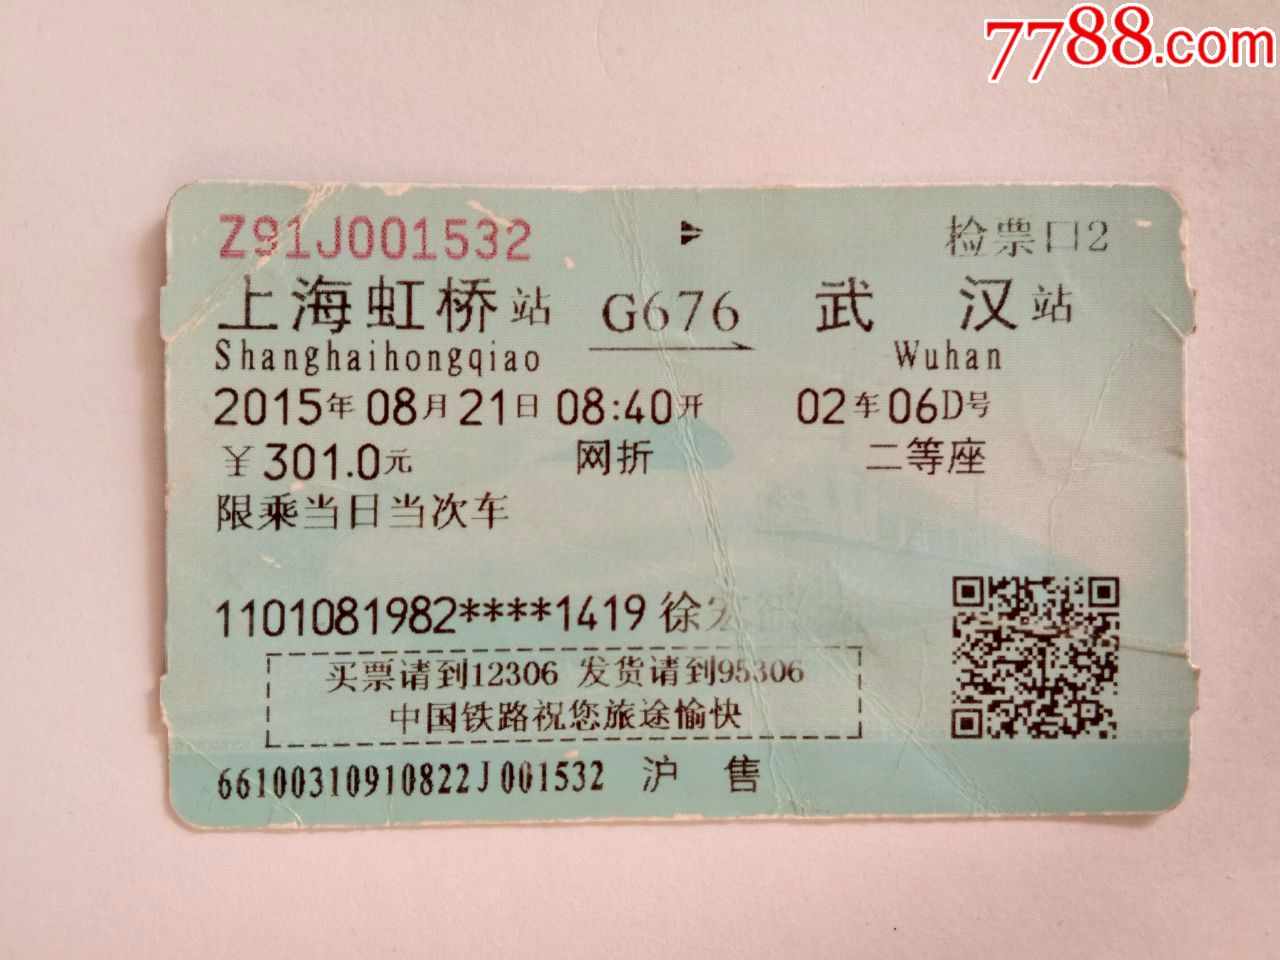 7788.com
Z91J001532 检票口2
上海虹桥站 G676 武汉站
Shanghaihongqiao Wuhan
2015年08月21日08:40开 02车06D号
¥301.0元 网折 二等座
限乘当日当次车
1101081982****1419 徐宏
买票请到12306 发货请到95306
中国铁路祝您旅途愉快
66100310910822J001532 沪售